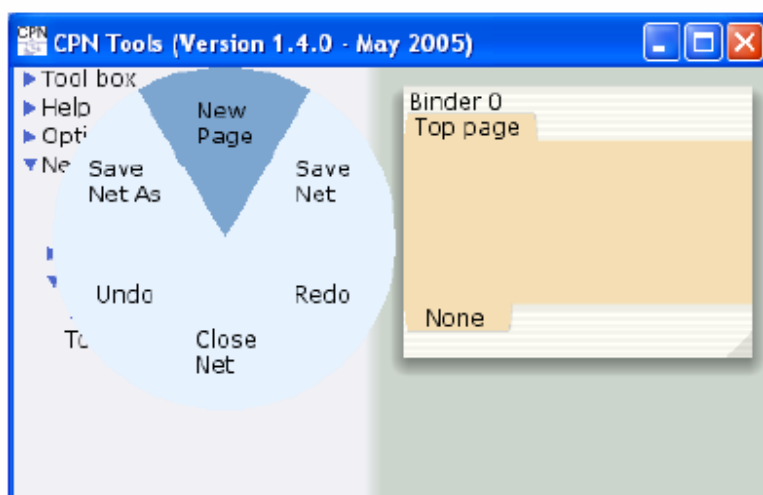 CPN
CPN Tools (Version 1.4.0 - May 2005)
Tool box
Help
New
Page
Save
Net As
Save
Net
Undo
Redo
Close
Net
Binder 0
Top page
None